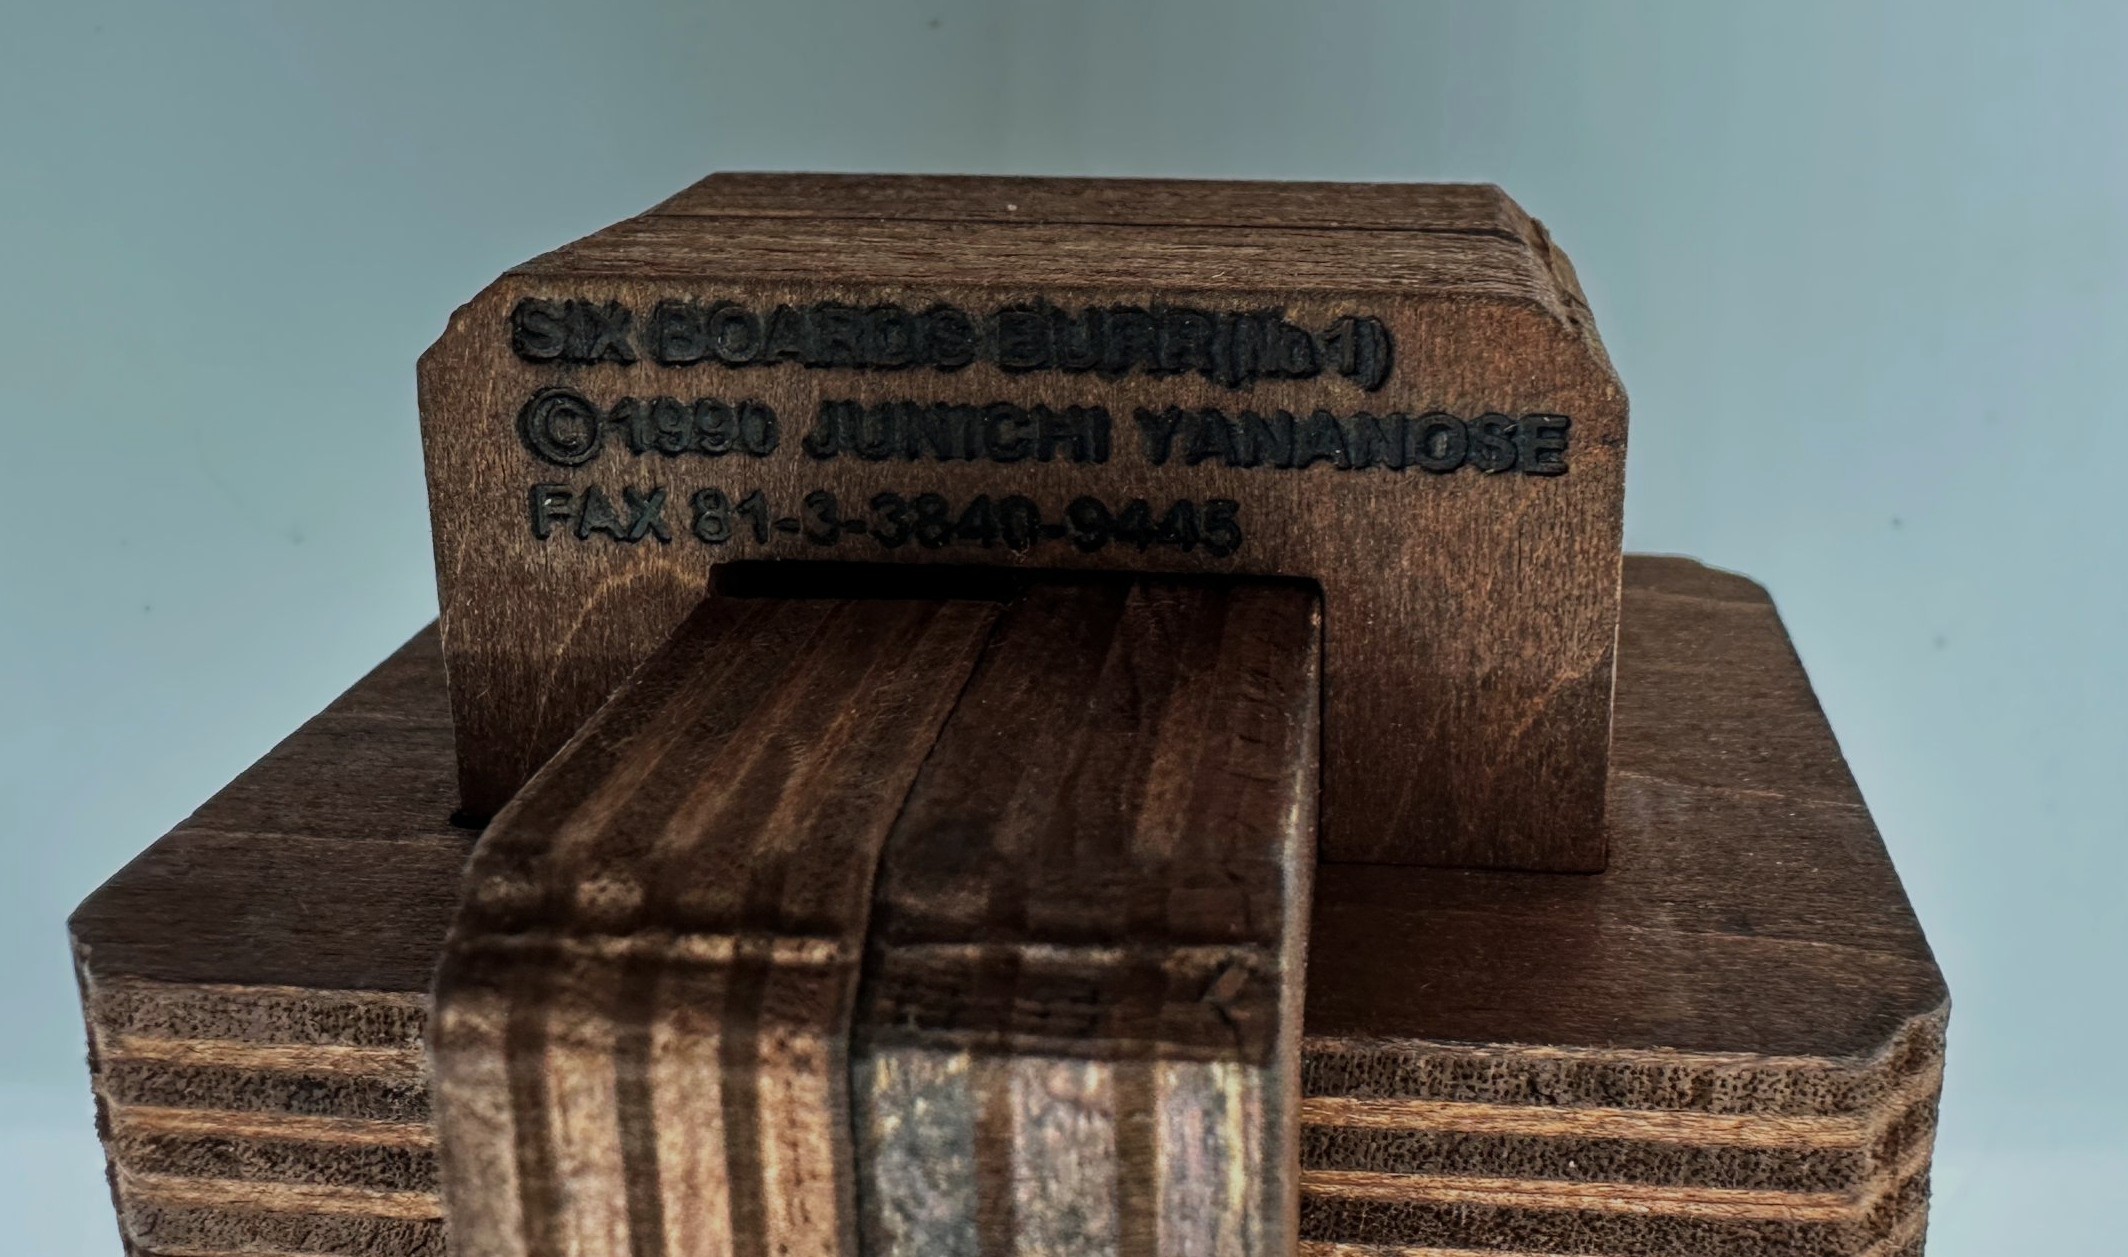 SIX BOARDS BURR(No1)
©1990 JUNICHI YANANOSE
FAX 81-3-3840-9445